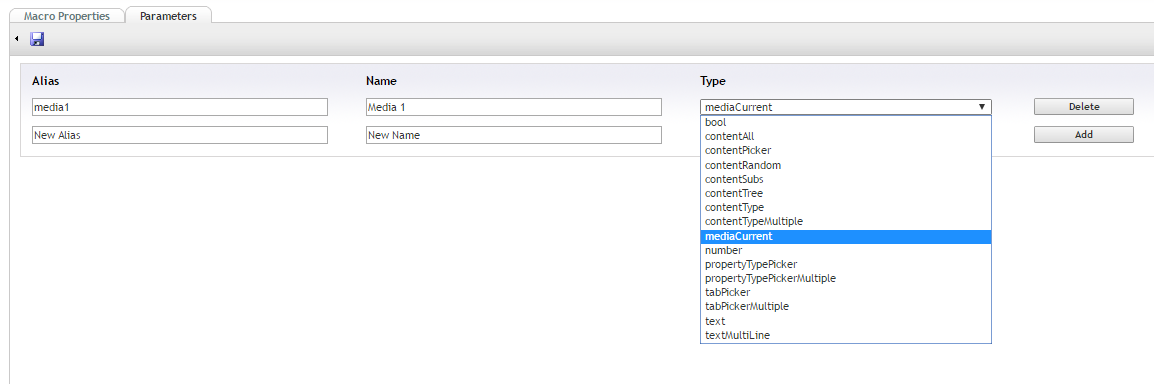 Macro Properties Parameters
Alias Name Type
media1 Media 1 mediaCurrent Delete
New Alias New Name Add
bool
contentAll
contentPicker
contentRandom
contentSubs
contentTree
contentType
contentTypeMultiple
mediaCurrent
number
propertyTypePicker
propertyTypePickerMultiple
tabPicker
tabPickerMultiple
text
textMultiLine